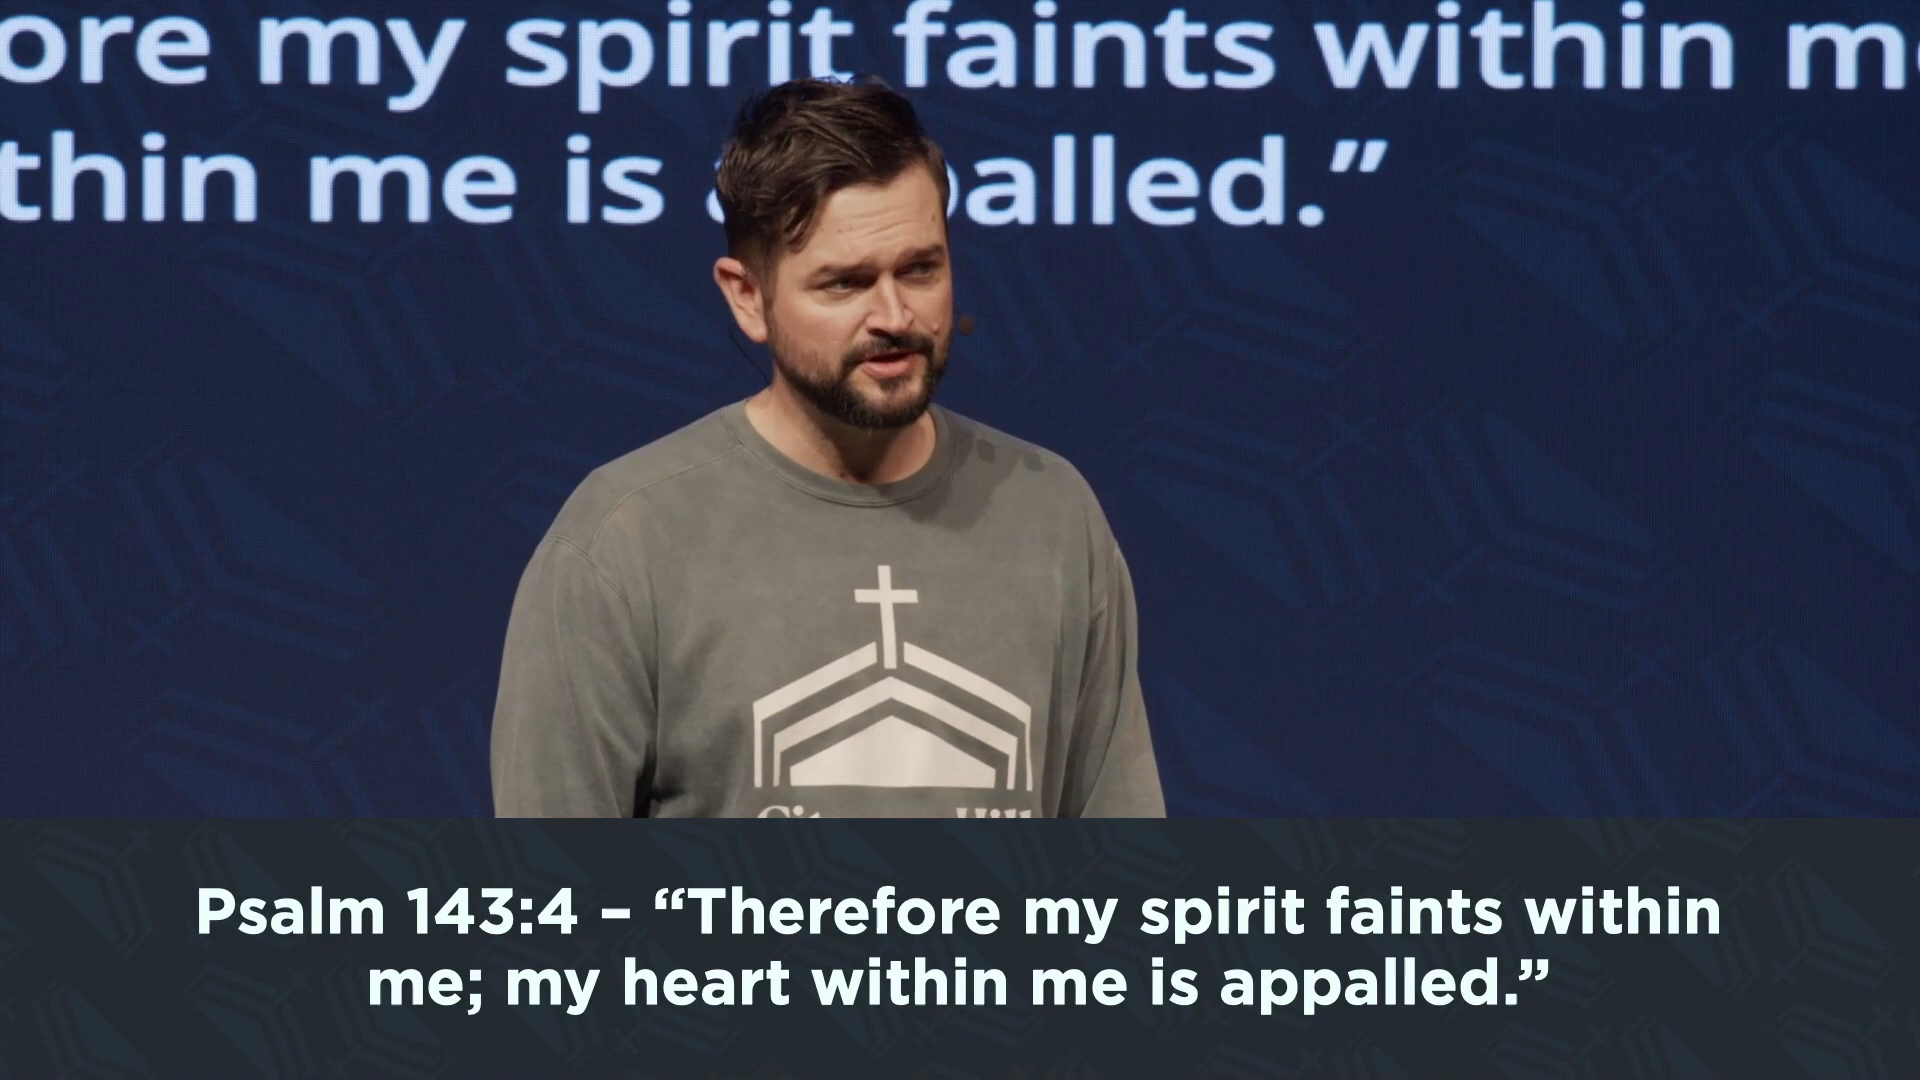 ore my spirit faints within m
thin me is palled.”
Psalm 143:4 – “Therefore my spirit faints within
me; my heart within me is appalled.”